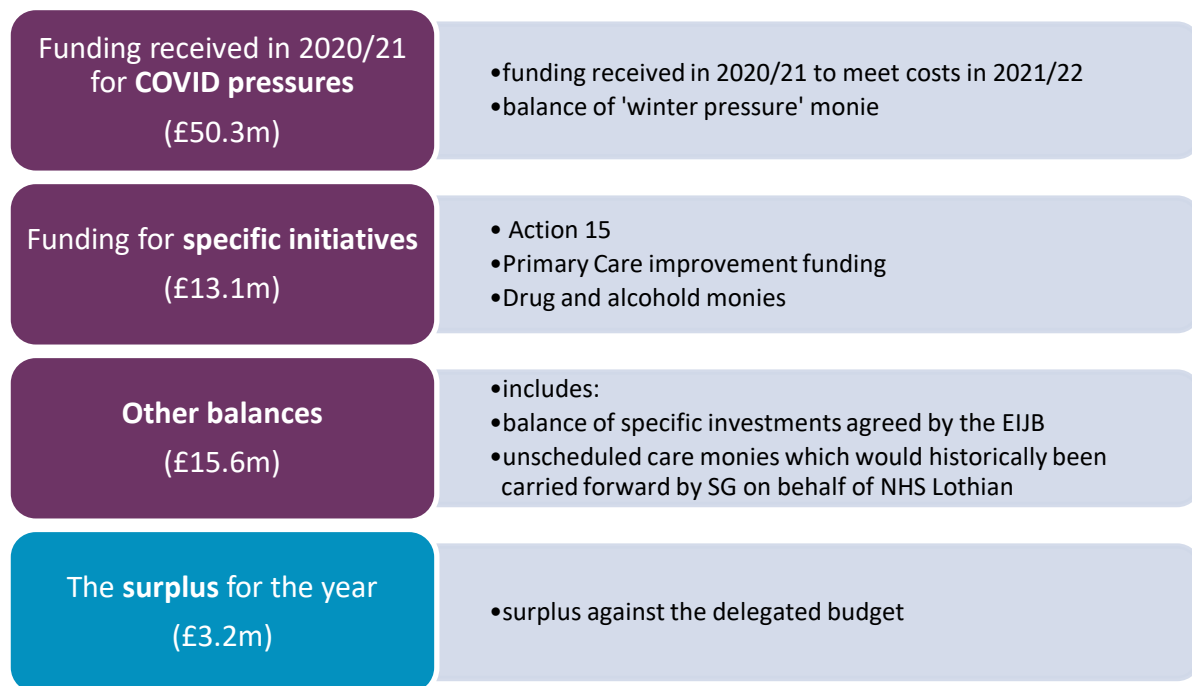 Funding received in 2020/21
for COVID pressures
(£50.3m)
•funding received in 2020/21 to meet costs in 2021/22
•balance of 'winter pressure' monie
Funding for specific initiatives
(£13.1m)
• Action 15
•Primary Care improvement funding
•Drug and alcohold monies
Other balances
(£15.6m)
•includes:
•balance of specific investments agreed by the EIJB
•unscheduled care monies which would historically been
carried forward by SG on behalf of NHS Lothian
The surplus for the year
(£3.2m)
•surplus against the delegated budget